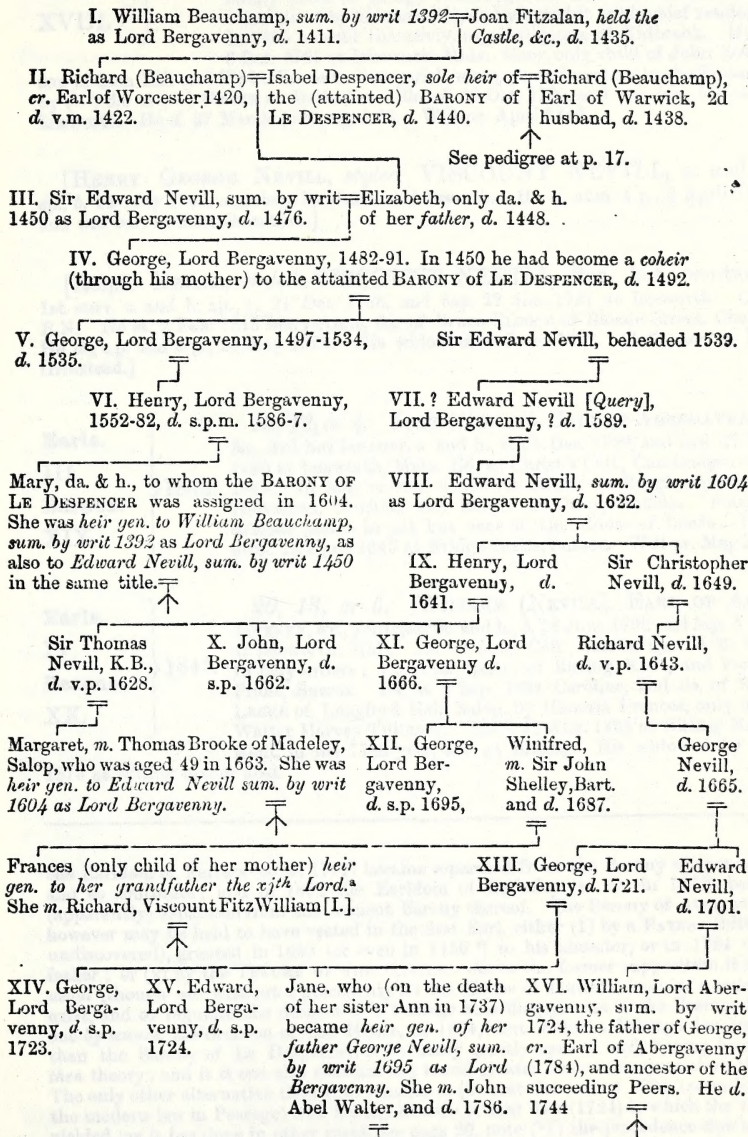 I. William Beauchamp, sum. by writ 1392=Joan Fitzalan, held the
as Lord Bergavenny, d. 1411. Castle, &c., d. 1435.
II. Richard (Beauchamp)=Isabel Despencer, sole heir of=Richard (Beauchamp),
cr. Earl of Worcester 1420, the (attainted) BARONY of Earl of Warwick, 2d
d. v.m. 1422. LE DESPENCER, d. 1440. husband, d. 1438.
See pedigree at p. 17.
III. Sir Edward Nevill, sum. by writ=Elizabeth, only da. & h.
1450 as Lord Bergavenny, d. 1476. of her father, d. 1448.
IV. George, Lord Bergavenny, 1482-91. In 1450 he had become a coheir
(through his mother) to the attainted BARONY of LE DESPENCER, d. 1492.
V. George, Lord Bergavenny, 1497-1534,
d. 1535.
Sir Edward Nevill, beheaded 1539.
VI. Henry, Lord Bergavenny,
1552-82, d. s.p.m. 1586-7.
VII. ? Edward Nevill [Query],
Lord Bergavenny, ? d. 1589.
Mary, da. & h., to whom the BARONY OF
LE DESPENCER was assigned in 1604.
She was heir gen. to William Beauchamp,
sum. by writ 1392 as Lord Bergavenny, as
also to Edward Nevill, sum. by writ 1450
in the same title.
VIII. Edward Nevill, sum. by writ 1604
as Lord Bergavenny, d. 1622.
IX. Henry, Lord
Bergavenny, d.
1641.
Sir Christopher
Nevill, d. 1649.
Sir Thomas
Nevill, K.B.,
d. v.p. 1628.
X. John, Lord
Bergavenny, d.
s.p. 1662.
XI. George, Lord
Bergavenny d.
1666.
Richard Nevill,
d. v.p. 1643.
Margaret, m. Thomas Brooke of Madeley,
Salop, who was aged 49 in 1663. She was
heir gen. to Edward Nevill sum. by writ
1604 as Lord Bergavenny.
XII. George,
Lord Ber-
gavenny,
d. s.p. 1695,
Winifred,
m. Sir John
Shelley, Bart.
and d. 1687.
George
Nevill,
d. 1665.
Frances (only child of her mother) heir
gen. to her grandfather the xjth Lord.
She m. Richard, Viscount FitzWilliam [I.].
XIII. George, Lord
Bergavenny, d. 1721.
Edward
Nevill,
d. 1701.
XIV. George,
Lord Berga-
venny, d. s.p.
1723.
XV. Edward,
Lord Berga-
venny, d. s.p.
1724.
Jane, who (on the death
of her sister Ann in 1737)
became heir gen. of her
father George Nevill, sum.
by writ 1695 as Lord
Bergavenny. She m. John
Abel Walter, and d. 1786.
XVI. William, Lord Aber-
gavenny, sum. by writ
1724, the father of George,
cr. Earl of Abergavenny
(1784), and ancestor of the
succeeding Peers. He d.
1744